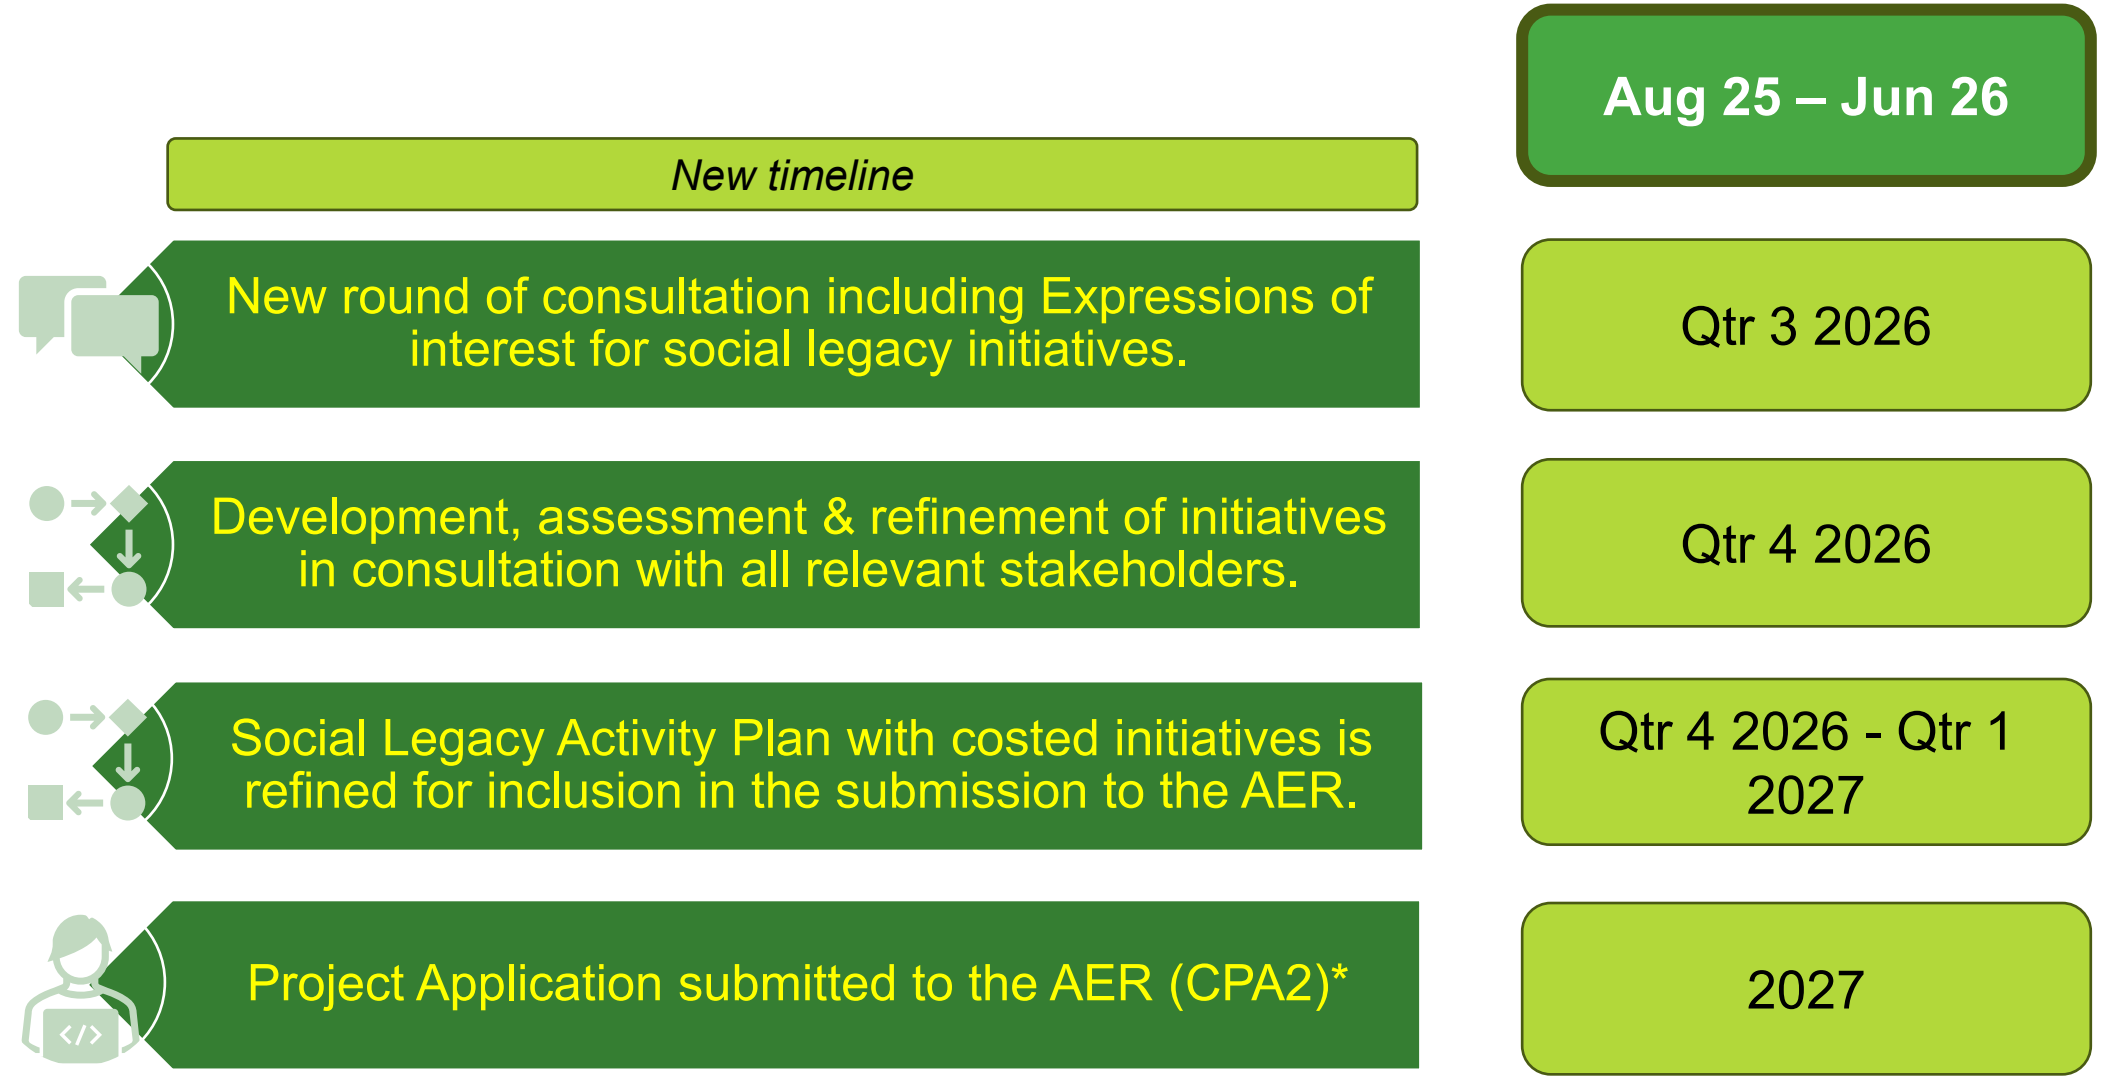 Aug 25 – Jun 26
New timeline
New round of consultation including Expressions of
interest for social legacy initiatives.
Qtr 3 2026
Development, assessment & refinement of initiatives
in consultation with all relevant stakeholders.
Qtr 4 2026
Social Legacy Activity Plan with costed initiatives is
refined for inclusion in the submission to the AER.
Qtr 4 2026 - Qtr 1
2027
Project Application submitted to the AER (CPA2)*
2027